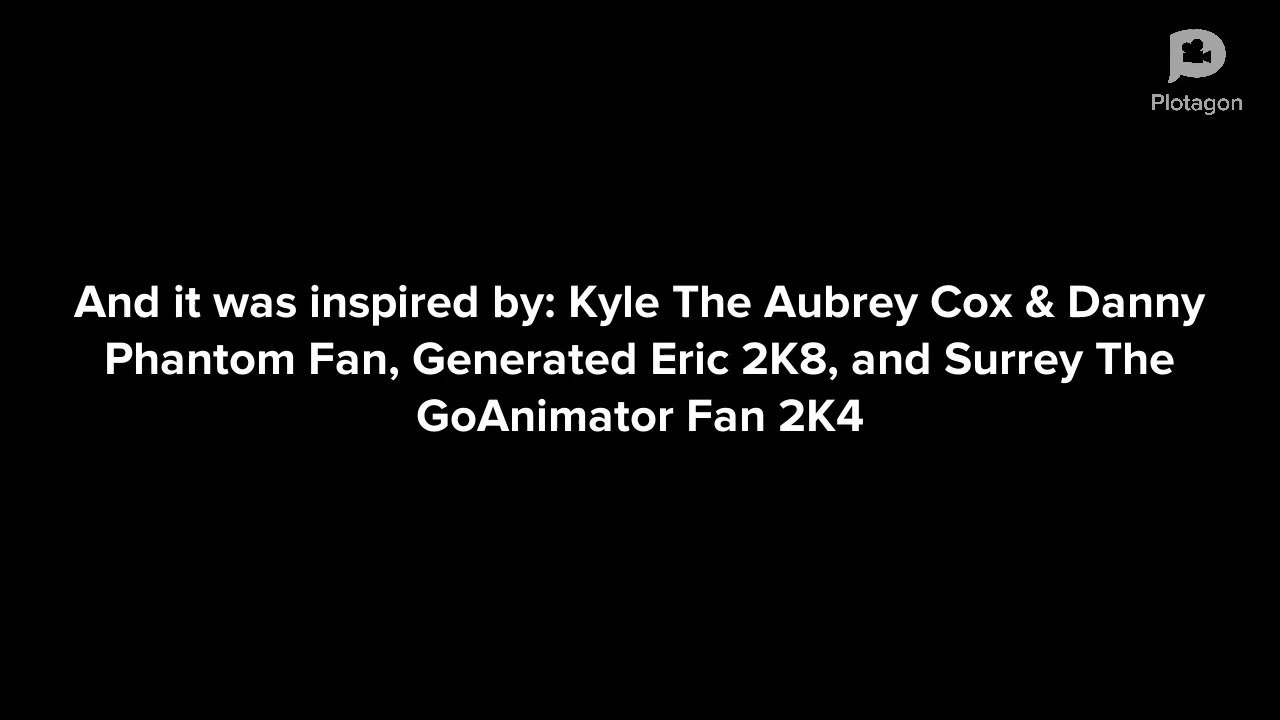 Plotagon
And it was inspired by: Kyle The Aubrey Cox & Danny
Phantom Fan, Generated Eric 2K8, and Surrey The
GoAnimator Fan 2K4